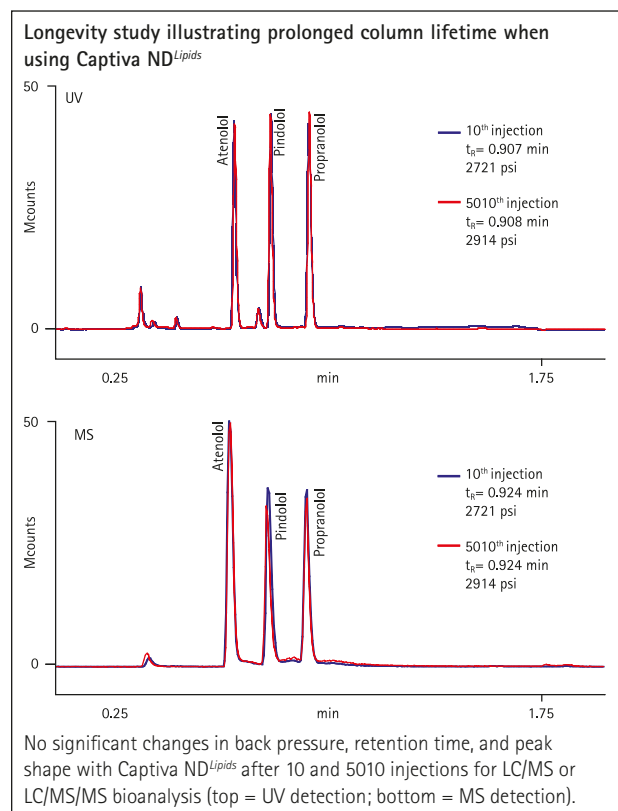 Longevity study illustrating prolonged column lifetime when
using Captiva ND^Lipids
50
UV
Mcounts
0
Atenolol
Pindolol
Propranolol
10th injection
tR= 0.907 min
2721 psi
5010th injection
tR= 0.908 min
2914 psi
0.25
min
1.75
50
MS
Mcounts
0
Atenolol
Pindolol
Propranolol
10th injection
tR= 0.924 min
2721 psi
5010th injection
tR= 0.924 min
2914 psi
0.25
min
1.75
No significant changes in back pressure, retention time, and peak
shape with Captiva ND^Lipids after 10 and 5010 injections for LC/MS or
LC/MS/MS bioanalysis (top = UV detection; bottom = MS detection).